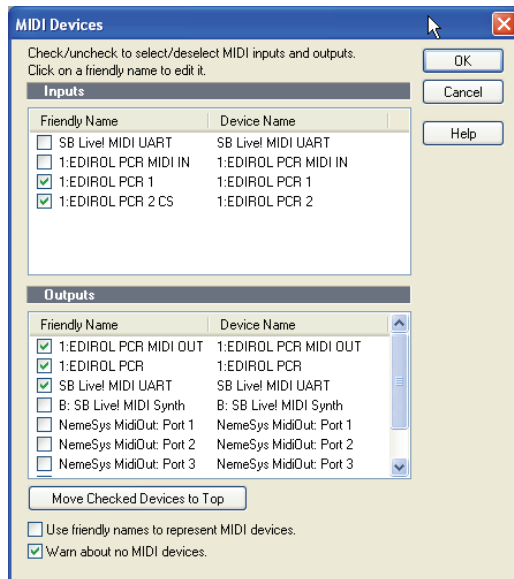 MIDI Devices
Check/uncheck to select/deselect MIDI inputs and outputs.
Click on a friendly name to edit it.
OK
Cancel
Help
Inputs
Friendly Name Device Name
SB Live! MIDI UART SB Live! MIDI UART
1:EDIROL PCR MIDI IN 1:EDIROL PCR MIDI IN
1:EDIROL PCR 1 1:EDIROL PCR 1
1:EDIROL PCR 2 CS 1:EDIROL PCR 2
Outputs
Friendly Name Device Name
1:EDIROL PCR MIDI OUT 1:EDIROL PCR MIDI OUT
1:EDIROL PCR 1:EDIROL PCR
SB Live! MIDI UART SB Live! MIDI UART
B: SB Live! MIDI Synth B: SB Live! MIDI Synth
NemeSys MidiOut: Port 1 NemeSys MidiOut: Port 1
NemeSys MidiOut: Port 2 NemeSys MidiOut: Port 2
NemeSys MidiOut: Port 3 NemeSys MidiOut: Port 3
Move Checked Devices to Top
Use friendly names to represent MIDI devices.
Warn about no MIDI devices.